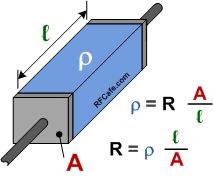 ℓ
ρ
RFCafe.com
ρ = R A/ℓ
A
R = ρ ℓ/A